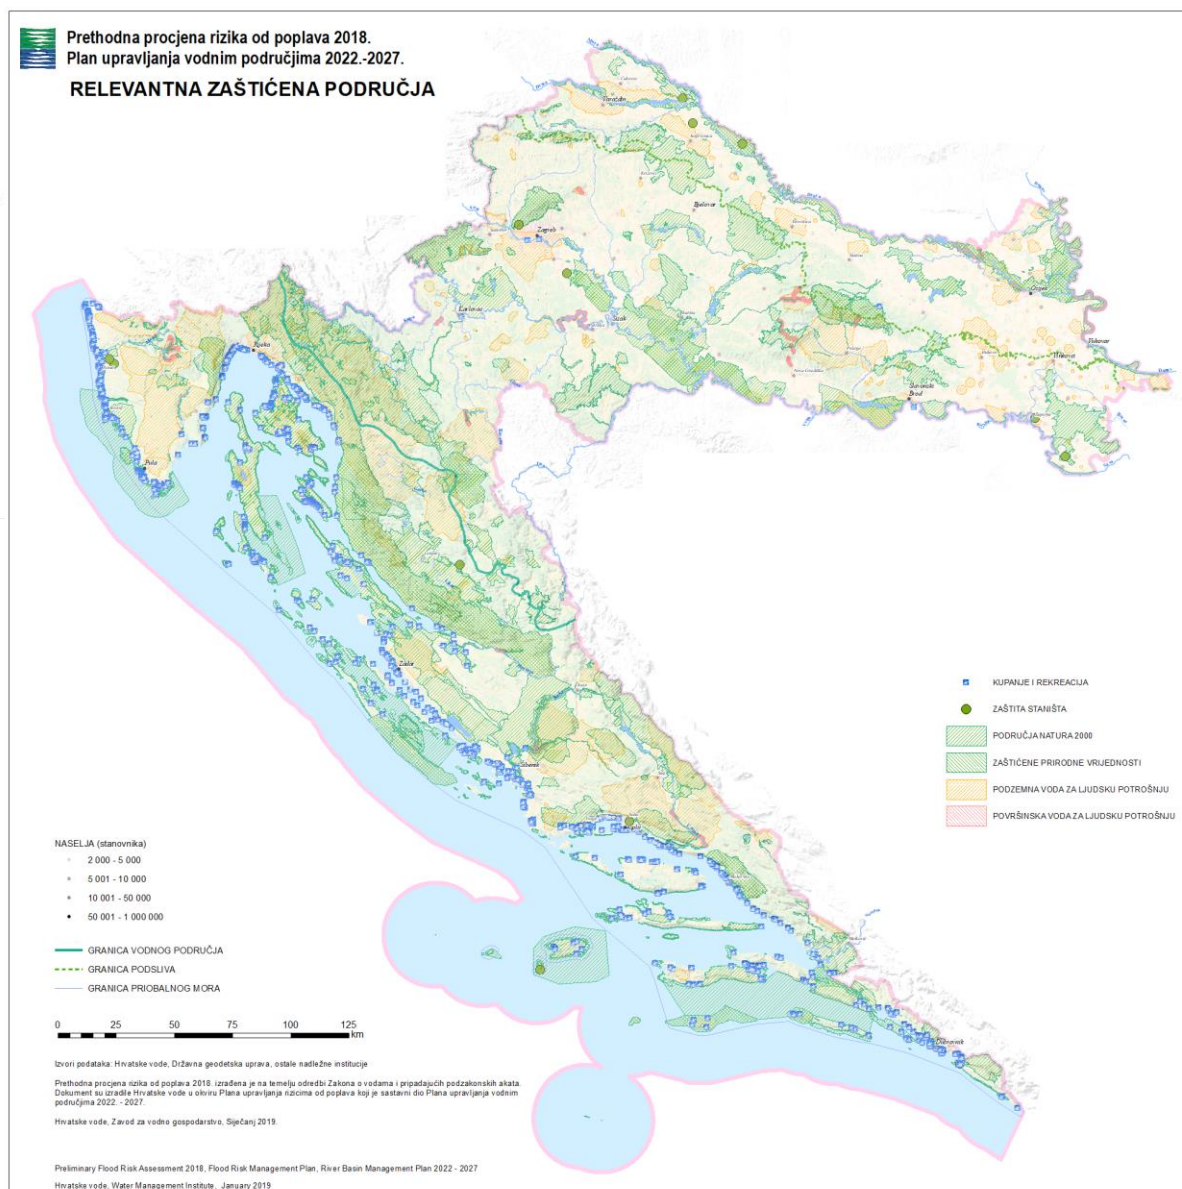 Prethodna procjena rizika od poplava 2018.
Plan upravljanja vodnim područjima 2022.-2027.
RELEVANTNA ZAŠTIĆENA PODRUČJA
Varaždin
Bjelovar
Zagreb
Karlovac
Sisak
Rijeka
Pula
Osijek
Vukovar
Slavonski
Brod
Zadar
Šibenik
Dubrovnik
KUPANJE I REKREACIJA
ZAŠTITA STANIŠTA
PODRUČJA NATURA 2000
ZAŠTIĆENE PRIRODNE VRIJEDNOSTI
PODZEMNA VODA ZA LJUDSKU POTROŠNJU
POVRŠINSKA VODA ZA LJUDSKU POTROŠNJU
NASELJA (stanovnika)
2 000 - 5 000
5 001 - 10 000
10 001 - 50 000
50 001 - 1 000 000
GRANICA VODNOG PODRUČJA
GRANICA PODSLIVA
GRANICA PRIOBALNOG MORA
0 25 50 75 100 125
km
Izvori podataka: Hrvatske vode, Državna geodetska uprava, ostale nadležne institucije
Prethodna procjena rizika od poplava 2018. izrađena je na temelju odredbi Zakona o vodama i pripadajućih podzakonskih akata.
Dokument su izradile Hrvatske vode u okviru Plana upravljanja rizicima od poplava koji je sastavni dio Plana upravljanja vodnim
područjima 2022. - 2027.
Hrvatske vode, Zavod za vodno gospodarstvo, Siječanj 2019.
Preliminary Flood Risk Assessment 2018, Flood Risk Management Plan, River Basin Management Plan 2022 - 2027
Hrvatske vode, Water Management Institute, January 2019